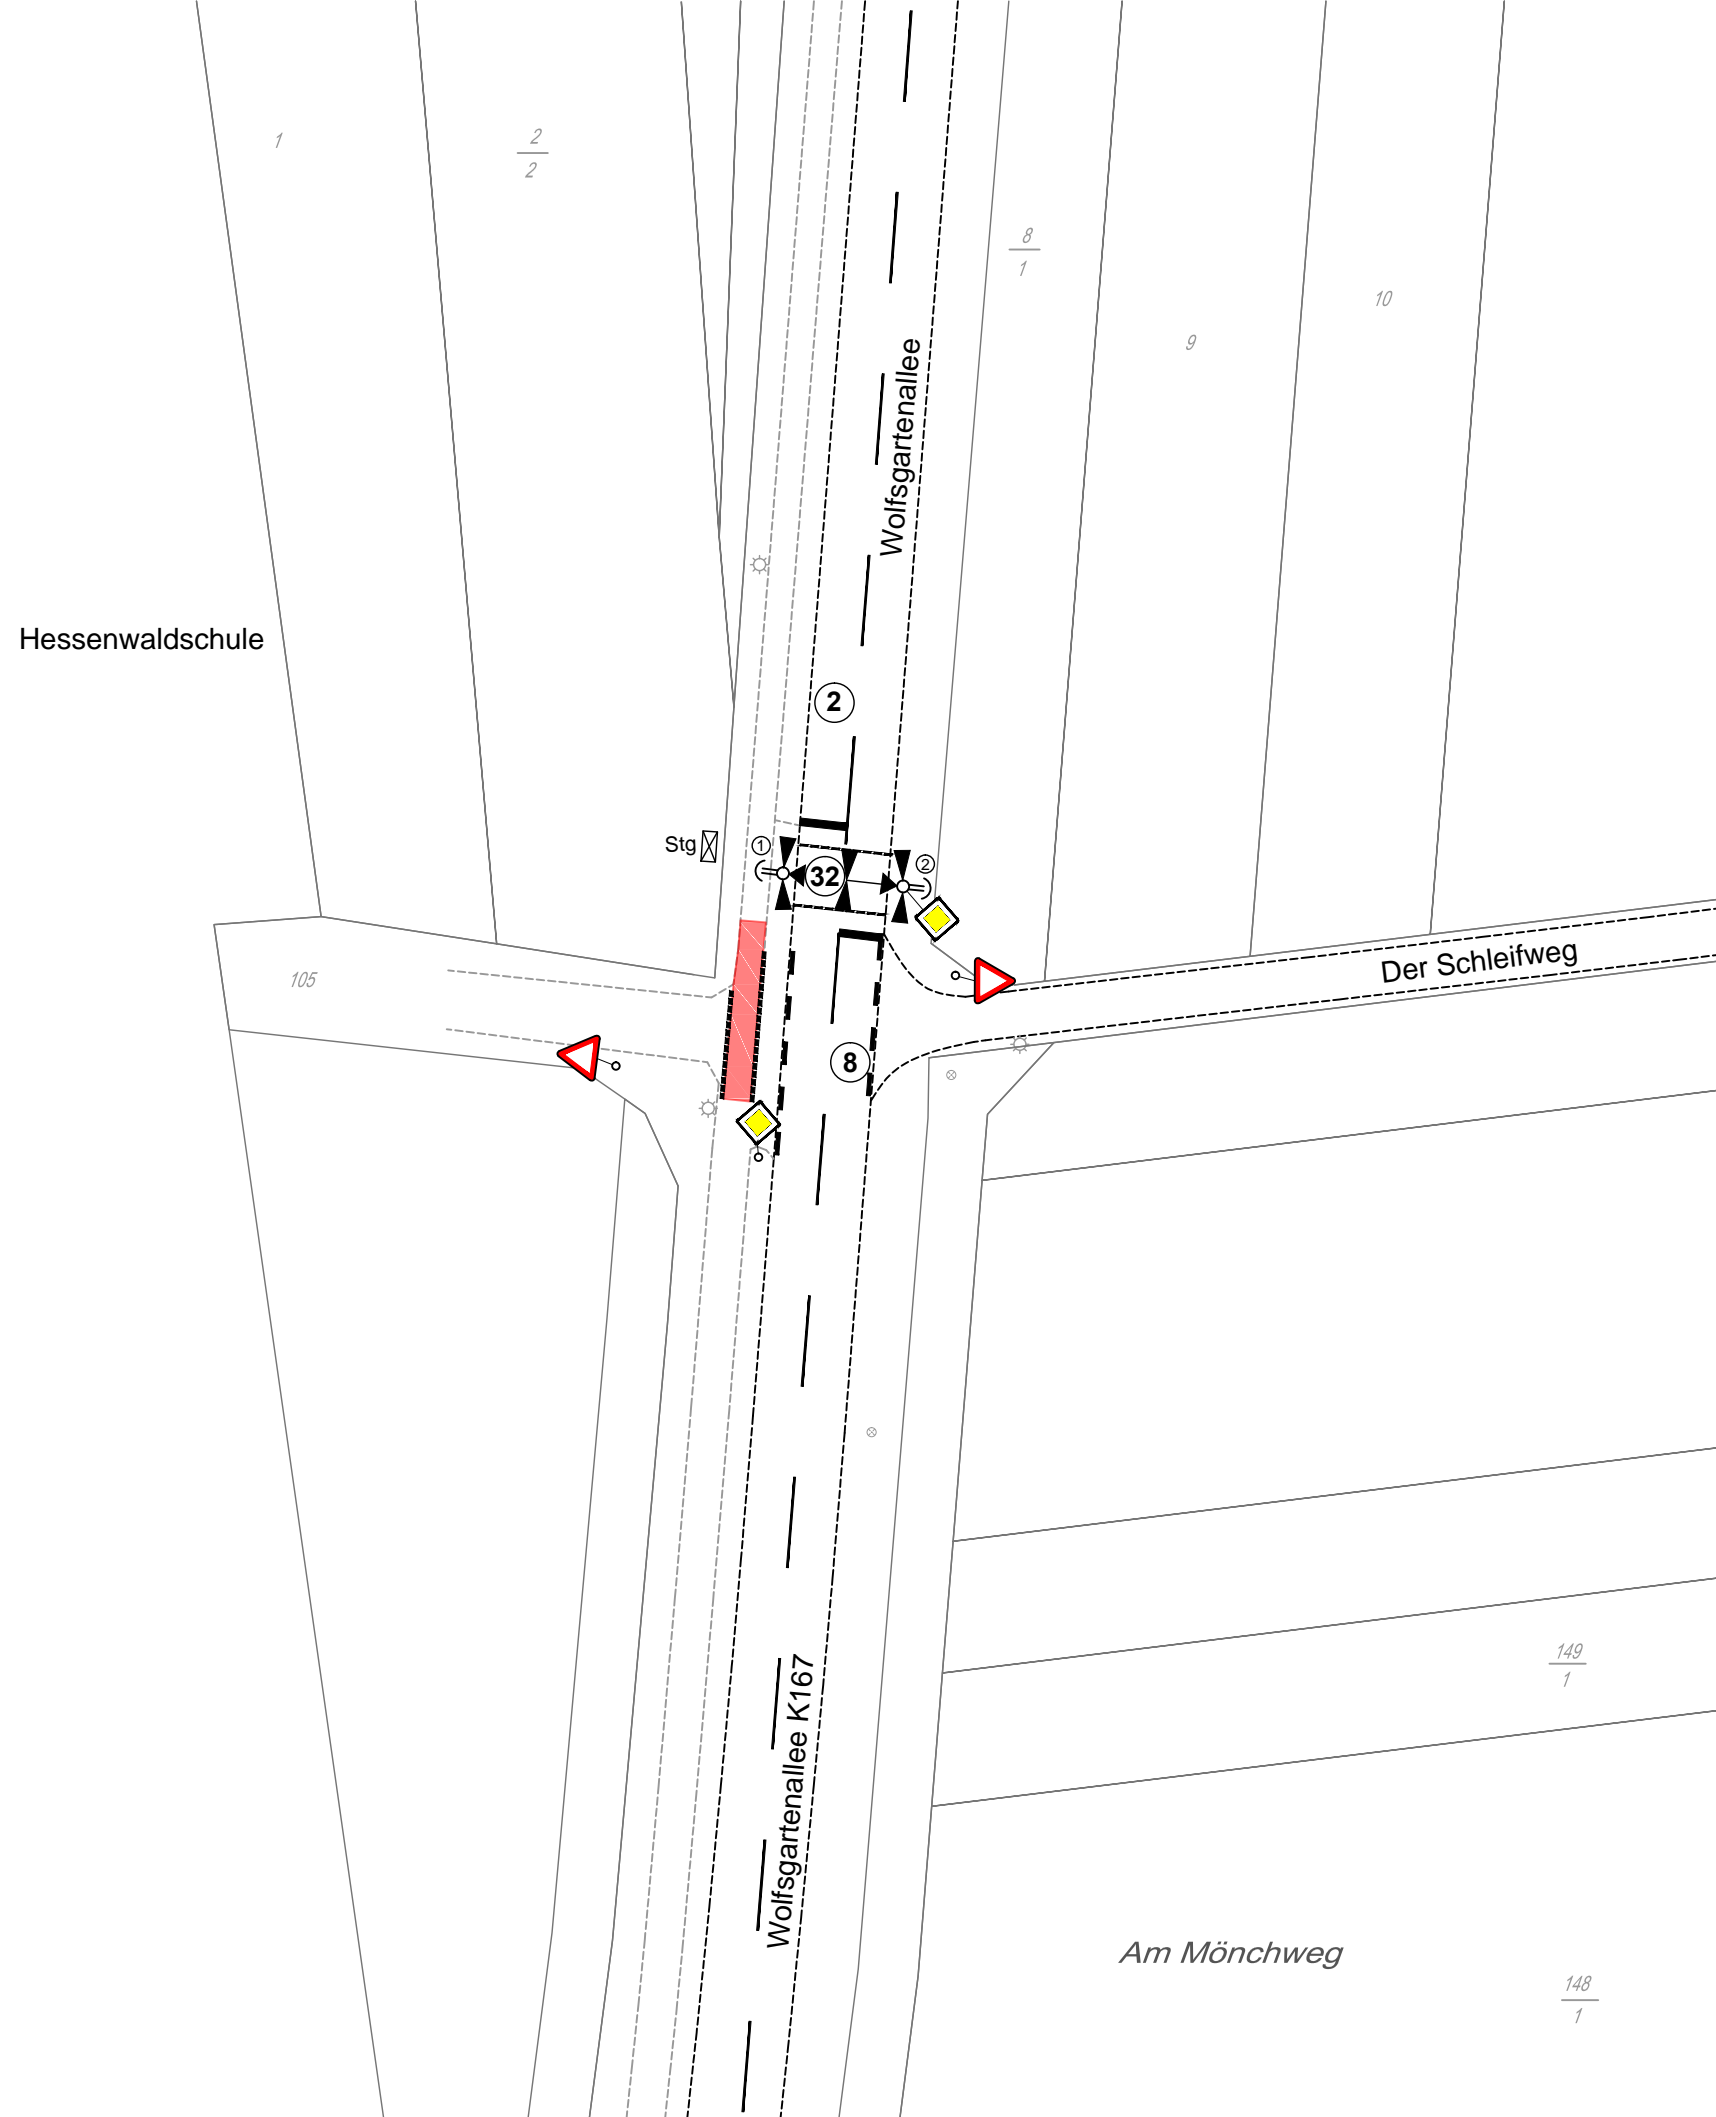 1
2
2
8
1
10
9
Wolfsgartenallee
Hessenwaldschule
2
Stg
1
32
2
Der Schleifweg
105
8
149
1
Wolfsgartenallee K167
Am Mönchweg
148
1